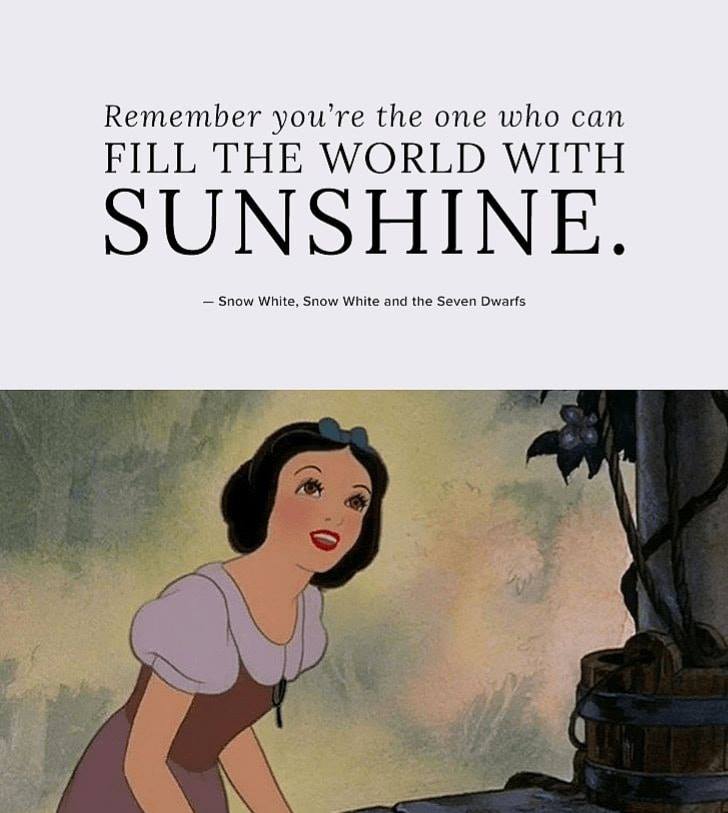 Remember you’re the one who can
FILL THE WORLD WITH
SUNSHINE.
— Snow White, Snow White and the Seven Dwarfs